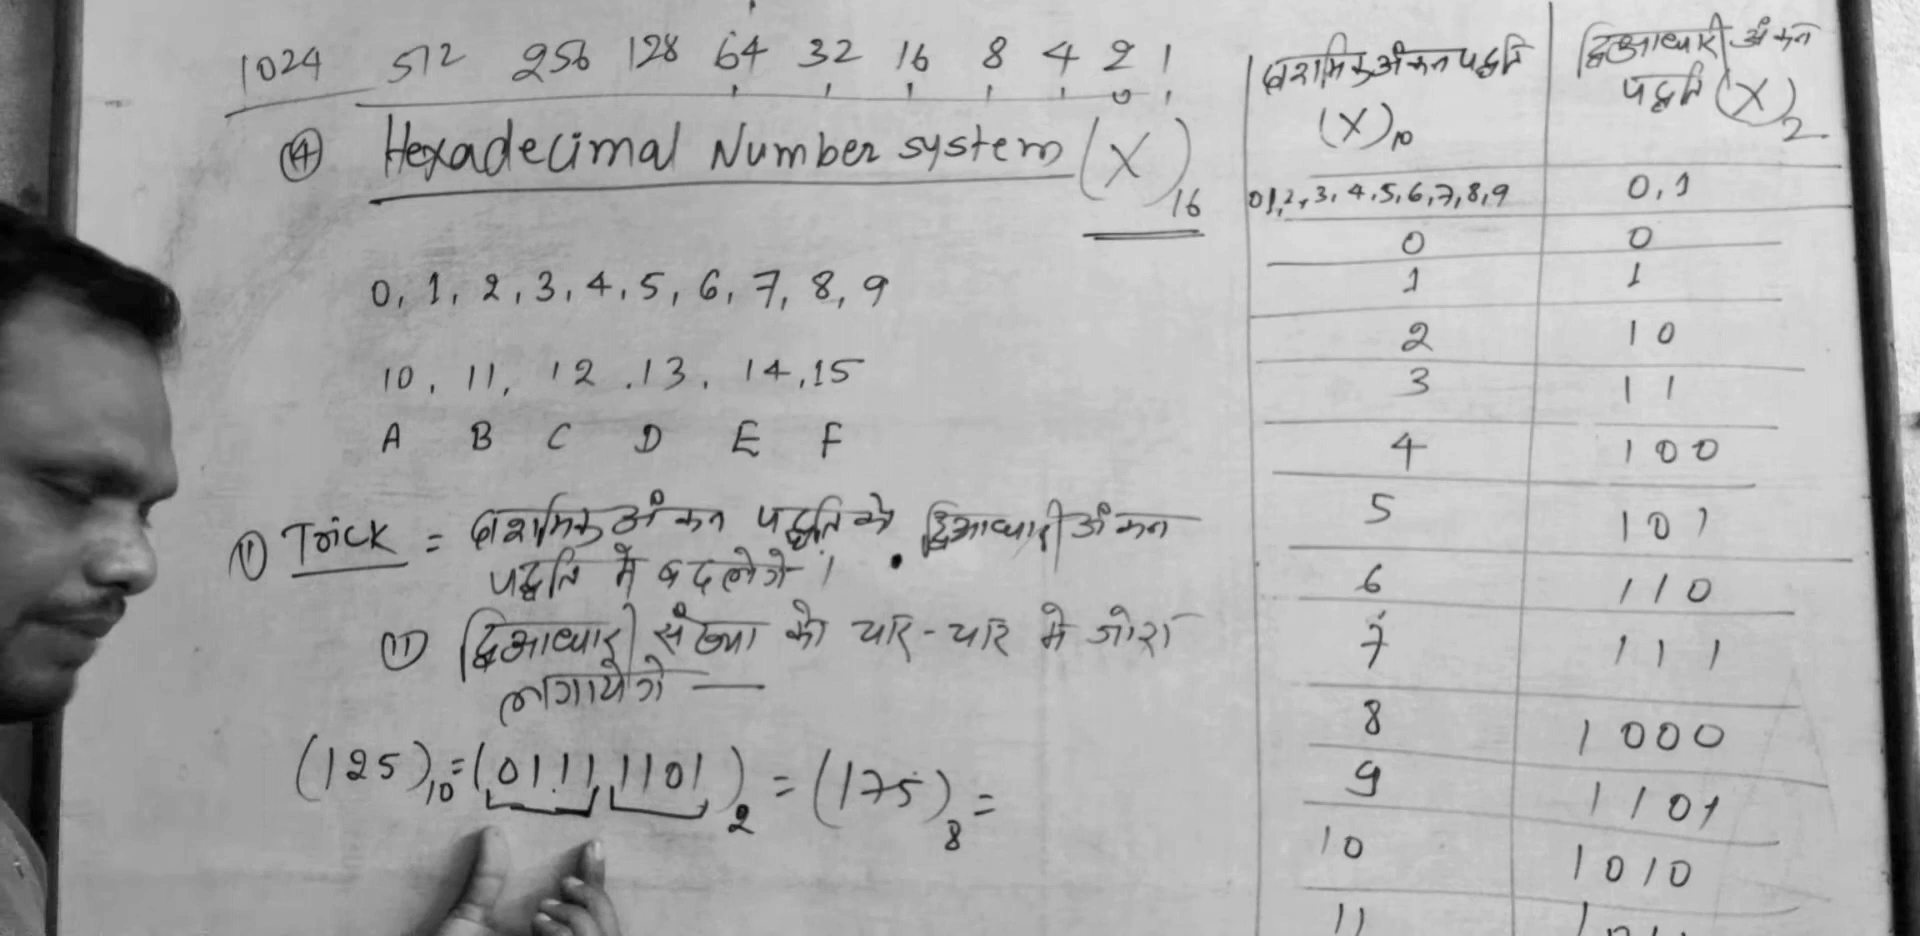 1024 512 256 128 64 32 16 8 4 2 1
④ Hexadecimal Number system (X)16
0, 1, 2, 3, 4, 5, 6, 7, 8, 9
10, 11, 12, 13, 14, 15
A B C D E F
① Trick = दशमिक अंकन पद्धति को द्विआधारी अंकन
पद्धति में बदलेंगे।
⑪ द्विआधारी संख्या को चार-चार में जोरा
लगायेगे —
(125)10 = (0111 1101)2 = (175)8 =
दशमिक अंकन पद्धति
(X)10
द्विआधारी अंकन
पद्धति (X)2
0 1, 2, 3, 4, 5, 6, 7, 8, 9 0, 1
0 0
1 1
2 10
3 11
4 100
5 101
6 110
7 111
8 1000
9 1101
10 1010
11